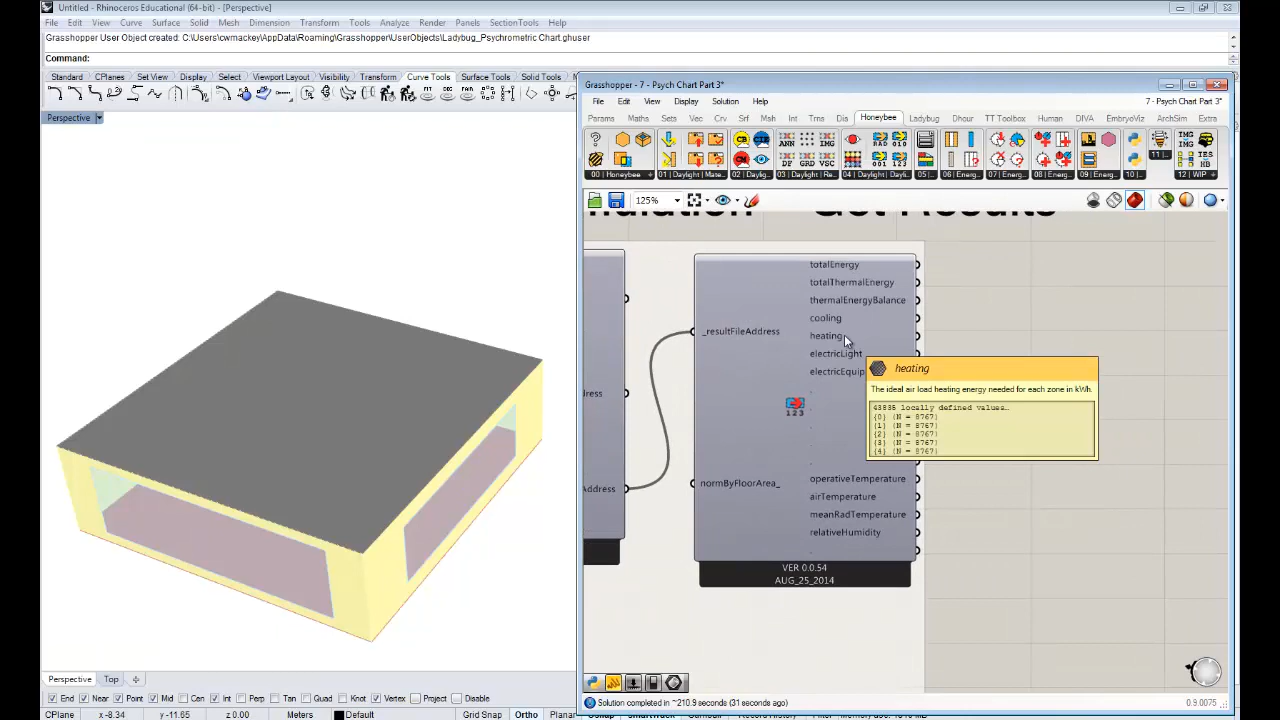 Untitled - Rhinoceros Educational (64-bit) - [Perspective]
File Edit View Curve Surface Solid Mesh Dimension Transform Tools Analyze Render Panels SectionTools Help
Grasshopper User Object created: C:\Users\cwmackey\AppData\Roaming\Grasshopper\UserObjects\Ladybug_Psychrometric Chart.ghuser
Command:
Standard CPlanes Set View Display Select Viewport Layout Visibility Transform Curve Tools Surface Tools Solid Tools
Perspective
Grasshopper - 7 - Psych Chart Part 3*
File Edit View Display Solution Help
7 - Psych Chart Part 3*
Params Maths Sets Vec Crv Srf Msh Int Trns Dia Honeybee Ladybug Dhour TT Toolbox Human DIVA EmbryoViz ArchSim Extra
00 | Honeybee 01 | Daylight | Mate... 02 | Daylight... 03 | Daylight | Re... 04 | Daylight | Dayli... 05 |... 06 | Energ... 07 | Energ... 08 | Energ... 09 | Energ... 10 |... 11 |... 12 | WIP
125%
Get Results
totalEnergy
totalThermalEnergy
thermalEnergyBalance
cooling
_resultFileAddress
heating
electricLight
electricEquip
heating
The ideal air load heating energy needed for each zone in kWh.
43835 locally defined values...
{0} (N = 8767)
{1} (N = 8767)
{2} (N = 8767)
{3} (N = 8767)
{4} (N = 8767)
ress
123
operativeTemperature
Address
normByFloorArea_
airTemperature
meanRadTemperature
relativeHumidity
VER 0.0.54
AUG_25_2014
Perspective Top
End Near Point Mid Cen Int Perp Tan Quad Knot Vertex Project Disable
Solution completed in ~210.9 seconds (31 seconds ago)
0.9.0075
CPlane x -8.34 y -11.65 z 0.00 Meters Default Grid Snap Ortho Planar